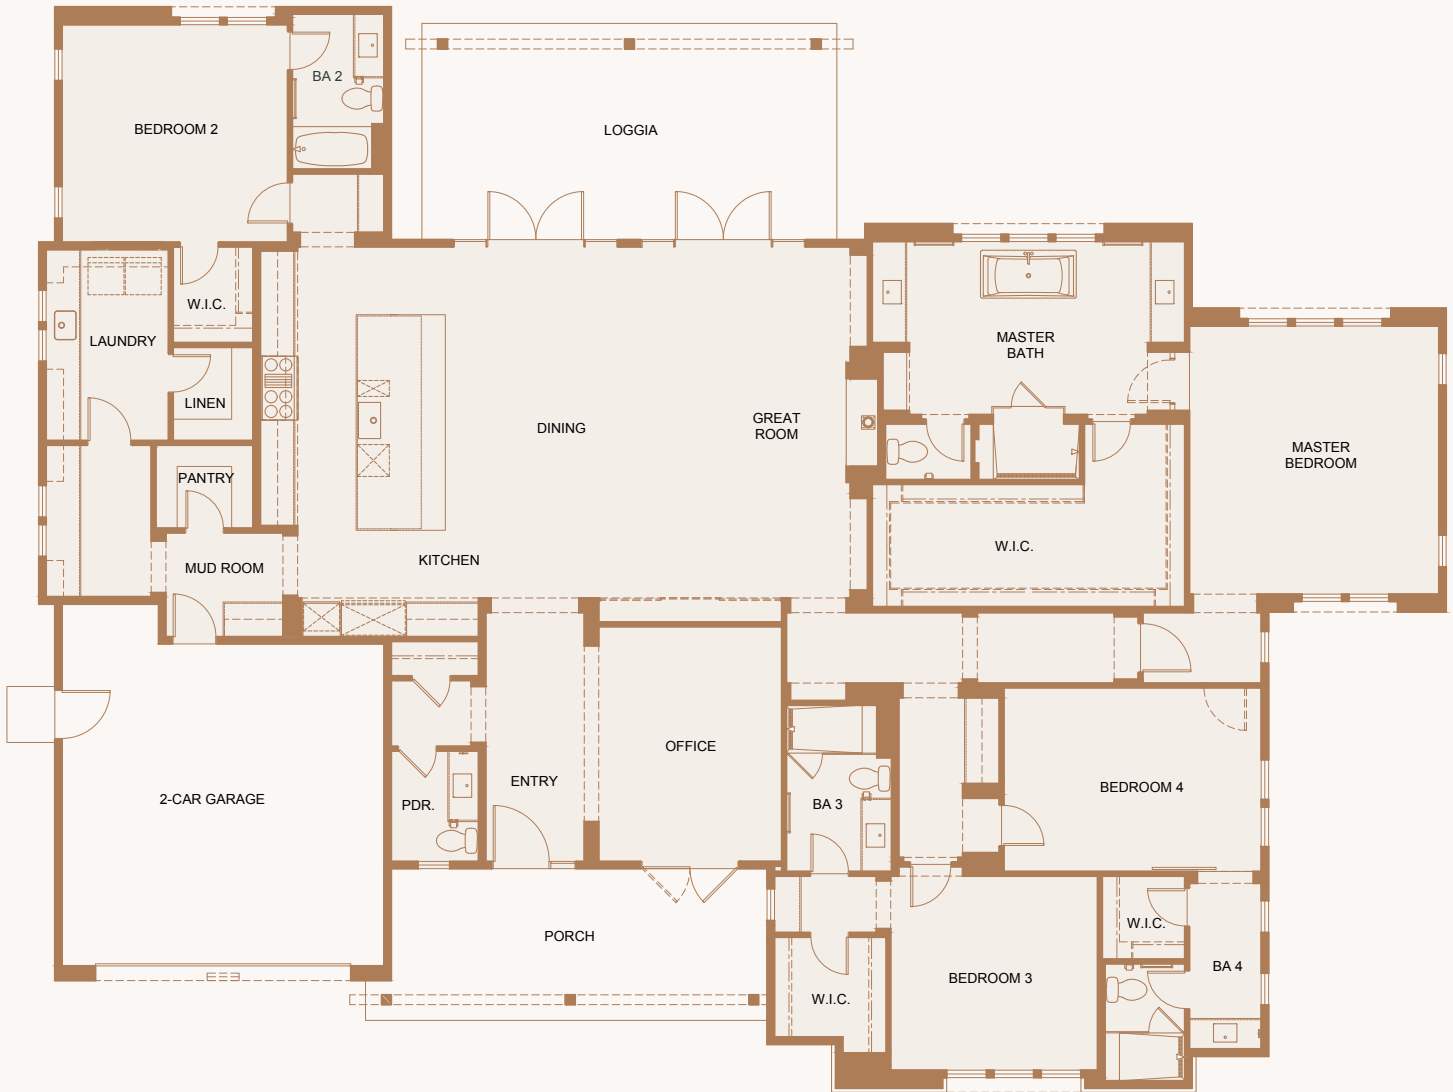 BA 2
BEDROOM 2
LOGGIA
W.I.C.
LAUNDRY
MASTER
BATH
LINEN
GREAT
ROOM
DINING
MASTER
BEDROOM
PANTRY
W.I.C.
KITCHEN
MUD ROOM
OFFICE
ENTRY
BEDROOM 4
2-CAR GARAGE
PDR.
BA 3
W.I.C.
PORCH
BA 4
BEDROOM 3
W.I.C.